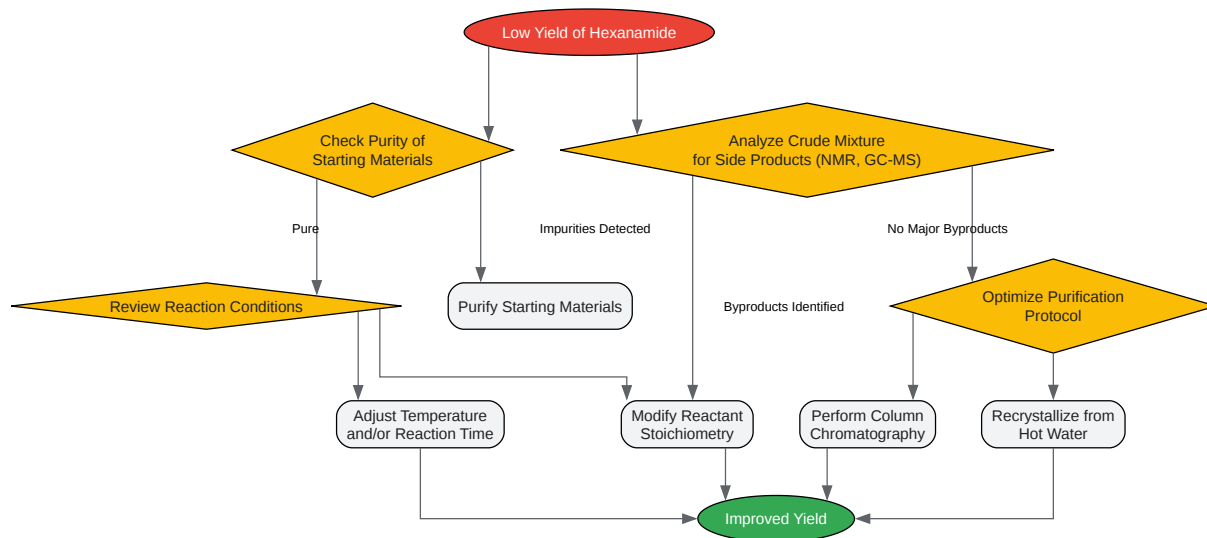 Low Yield of Hexanamide
Check Purity of
Starting Materials
Analyze Crude Mixture
for Side Products (NMR, GC-MS)
Pure
Impurities Detected
No Major Byproducts
Review Reaction Conditions
Purify Starting Materials
Byproducts Identified
Optimize Purification
Protocol
Adjust Temperature
and/or Reaction Time
Modify Reactant
Stoichiometry
Perform Column
Chromatography
Recrystallize from
Hot Water
Improved Yield